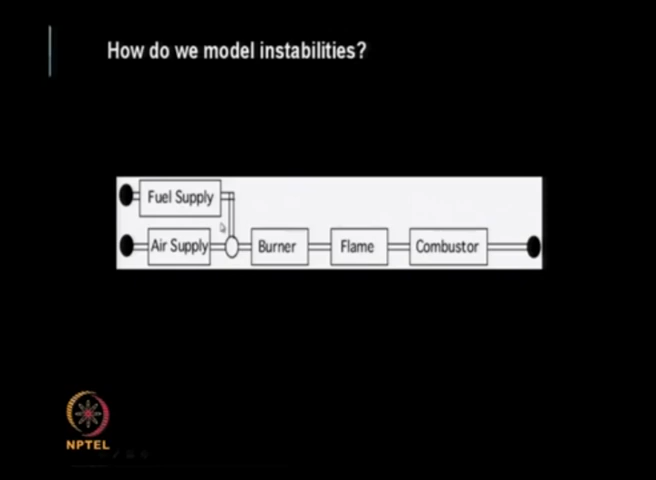 How do we model instabilities?
Fuel Supply
Air Supply
Burner
Flame
Combustor
NPTEL